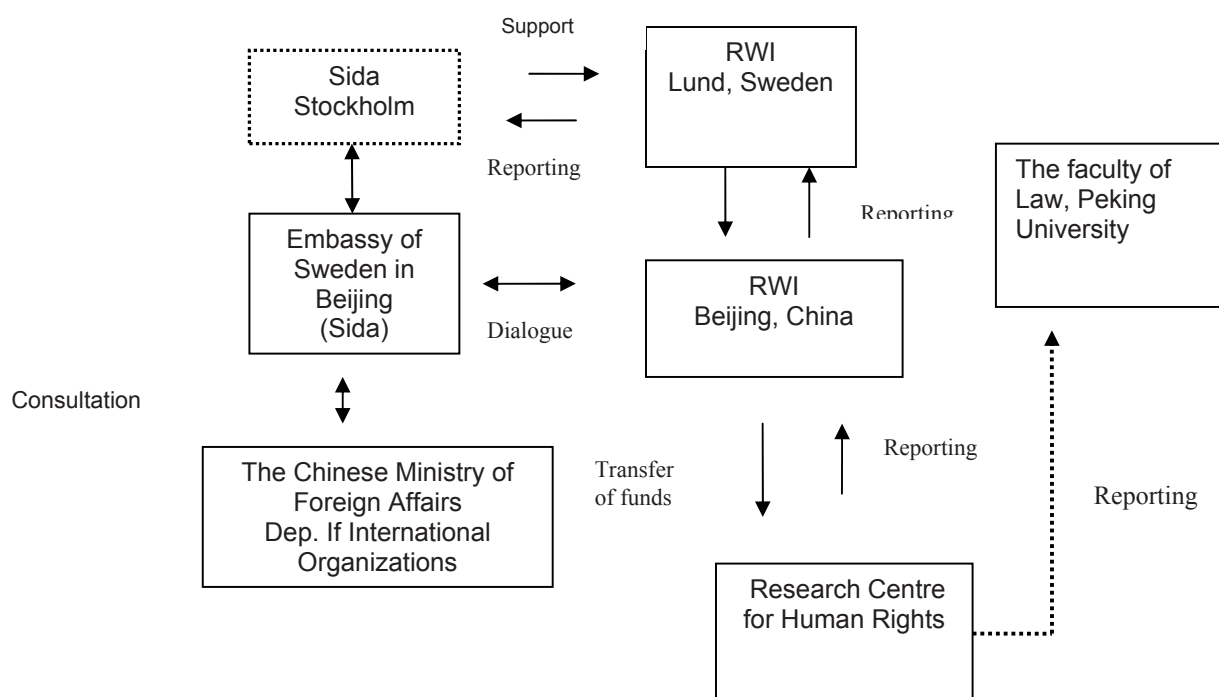 Support
Sida
Stockholm
RWI
Lund, Sweden
Reporting
The faculty of
Law, Peking
University
Reporting
Embassy of
Sweden in
Beijing
(Sida)
Dialogue
RWI
Beijing, China
Consultation
The Chinese Ministry of
Foreign Affairs
Dep. If International
Organizations
Transfer
of funds
Reporting
Reporting
Research Centre
for Human Rights